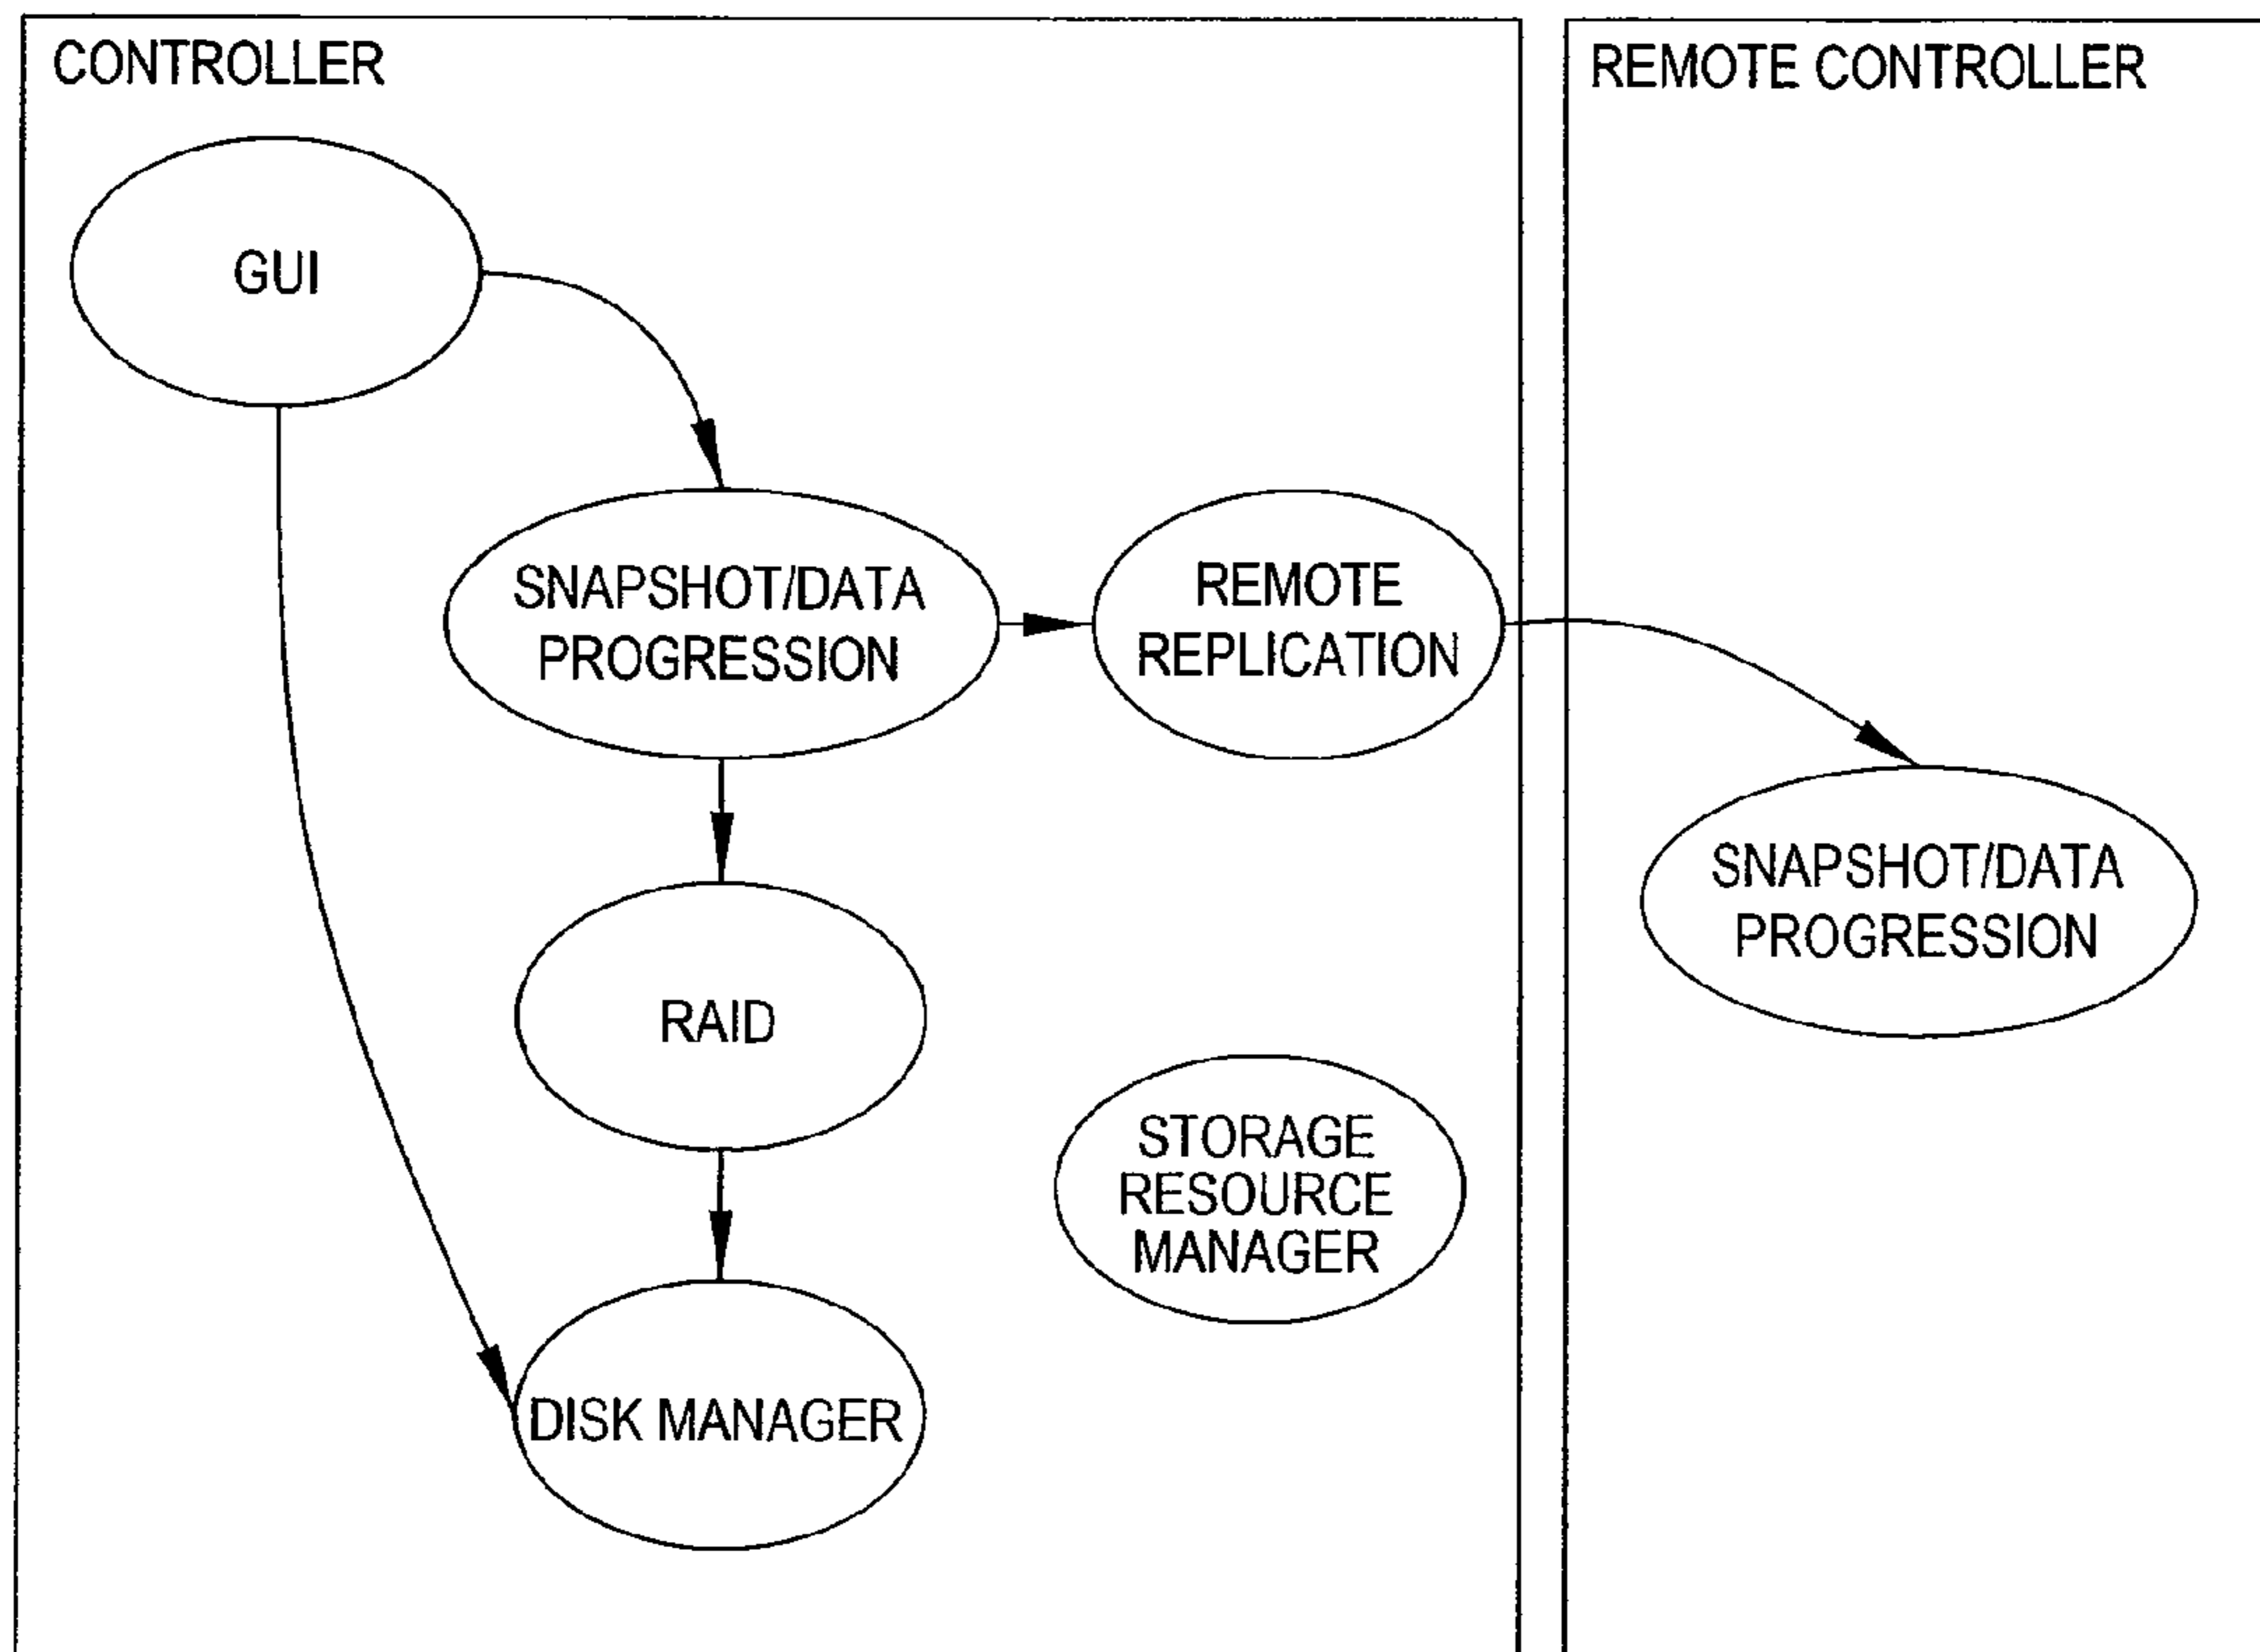 CONTROLLER
REMOTE CONTROLLER
GUI
SNAPSHOT/DATA
PROGRESSION
REMOTE
REPLICATION
SNAPSHOT/DATA
PROGRESSION
RAID
STORAGE
RESOURCE
MANAGER
DISK MANAGER